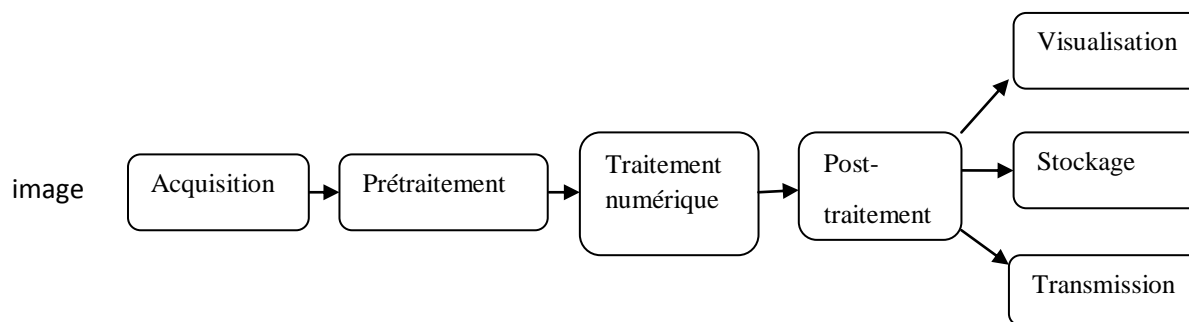 image
Acquisition
Prétraitement
Traitement
numérique
Post-
traitement
Visualisation
Stockage
Transmission